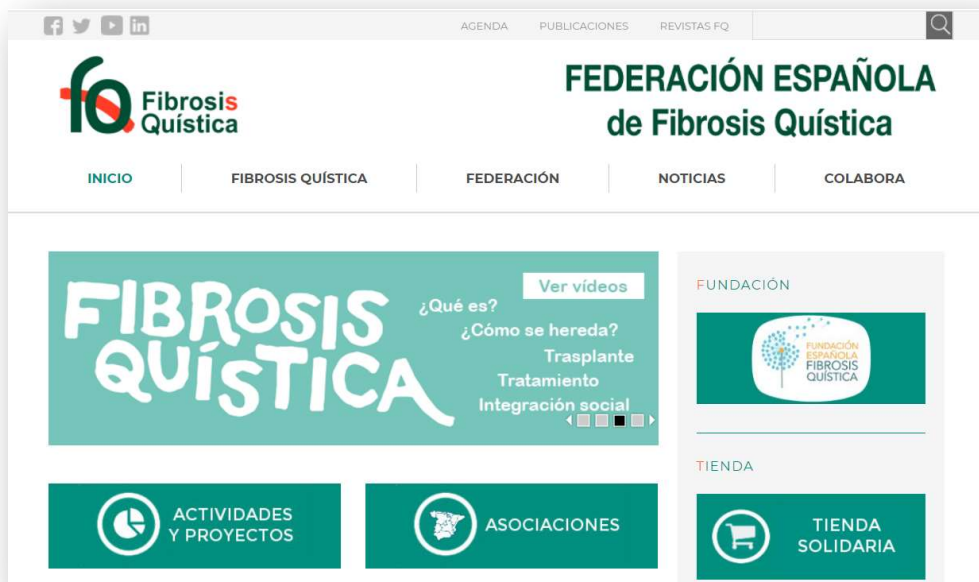 AGENDA PUBLICACIONES REVISTAS FQ
fq Fibrosis
Quística
FEDERACIÓN ESPAÑOLA
de Fibrosis Quística
INICIO FIBROSIS QUÍSTICA FEDERACIÓN NOTICIAS COLABORA
FIBROSIS
QUÍSTICA
Ver vídeos
¿Qué es?
¿Cómo se hereda?
Trasplante
Tratamiento
Integración social
FUNDACIÓN
FUNDACIÓN
ESPAÑOLA
FIBROSIS
QUÍSTICA
TIENDA
ACTIVIDADES
Y PROYECTOS
ASOCIACIONES
TIENDA
SOLIDARIA